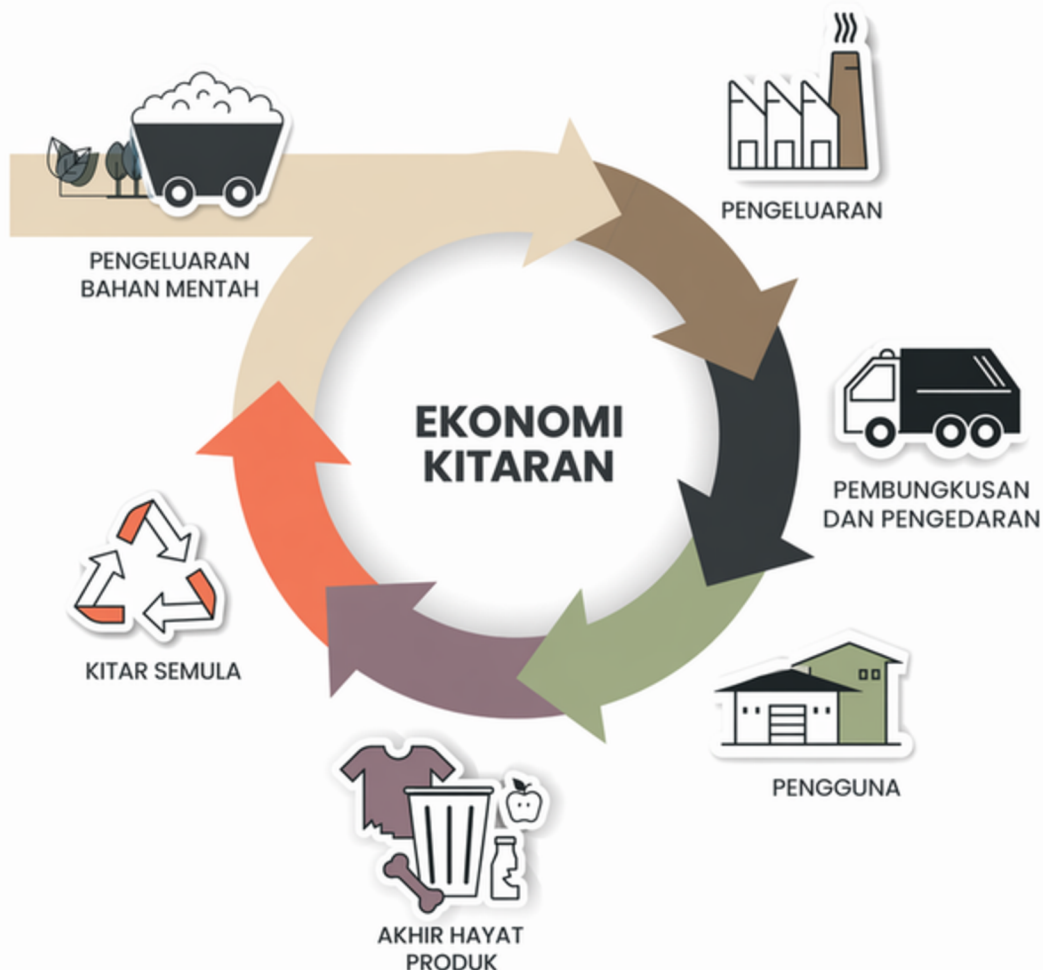 PENGELUARAN
BAHAN MENTAH
PENGELUARAN
EKONOMI
KITARAN
PEMBUNGKUSAN
DAN PENGEDARAN
KITAR SEMULA
PENGGUNA
AKHIR HAYAT
PRODUK